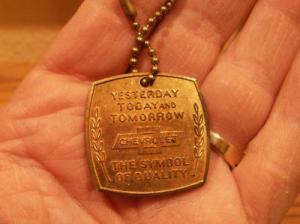 YESTERDAY
TODAY AND
TOMORROW
CHEVROLET
THE SYMBOL
OF QUALITY